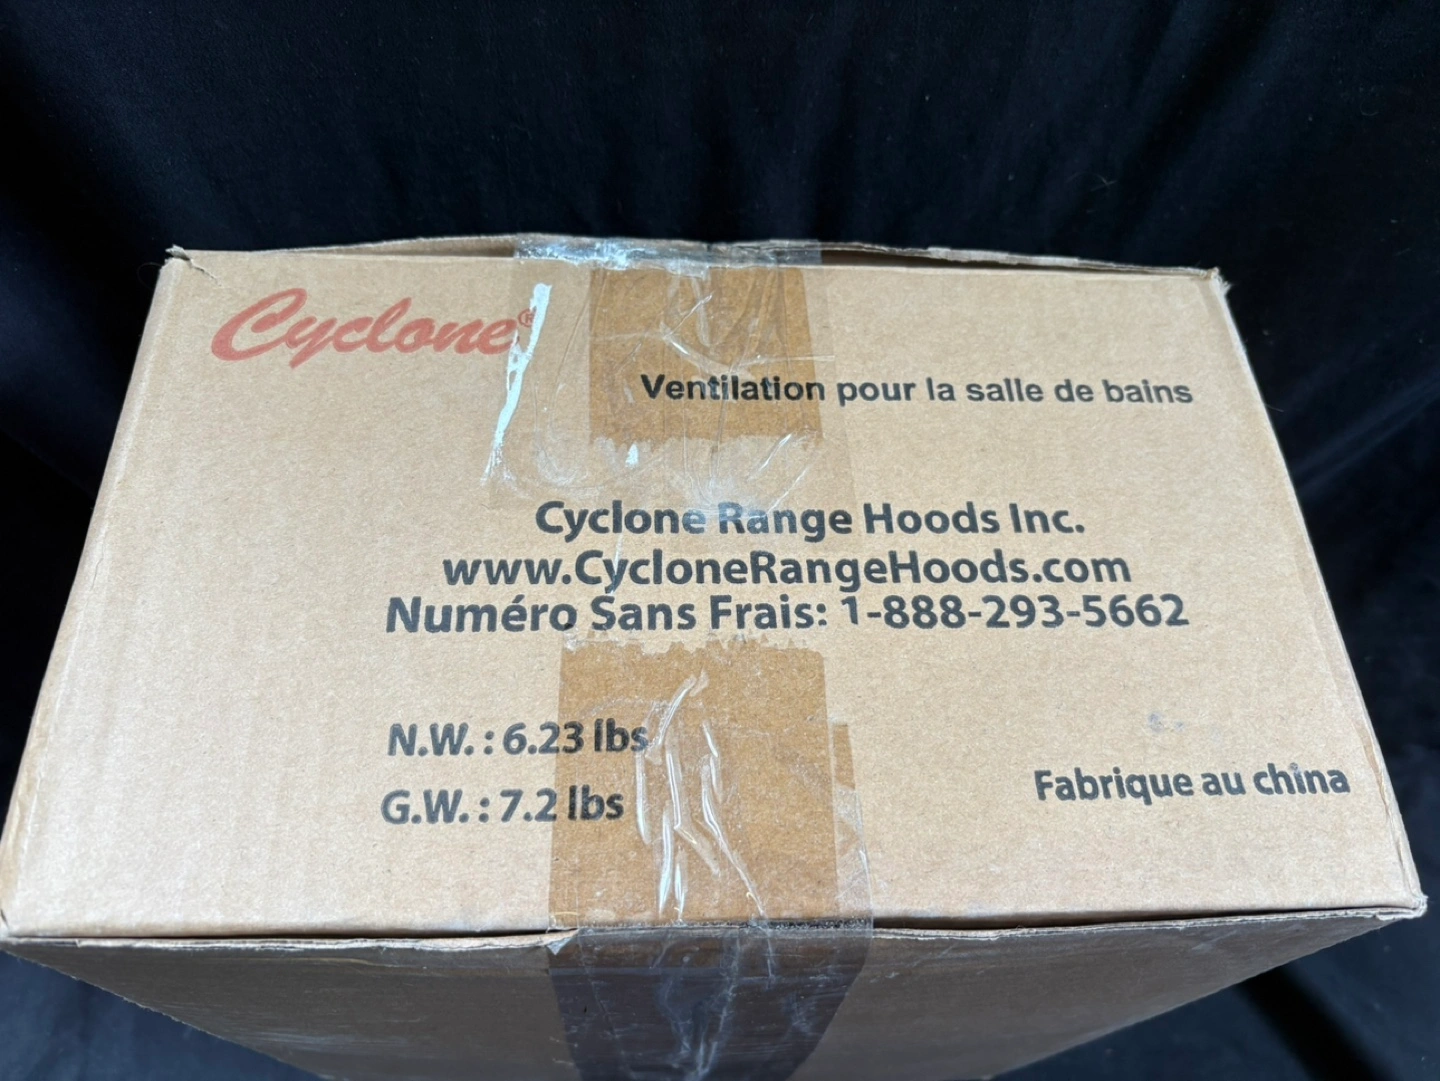 Cyclone®
Ventilation pour la salle de bains
Cyclone Range Hoods Inc.
www.CycloneRangeHoods.com
Numéro Sans Frais: 1-888-293-5662
N.W. : 6.23 lbs
G.W. : 7.2 lbs
Fabrique au china